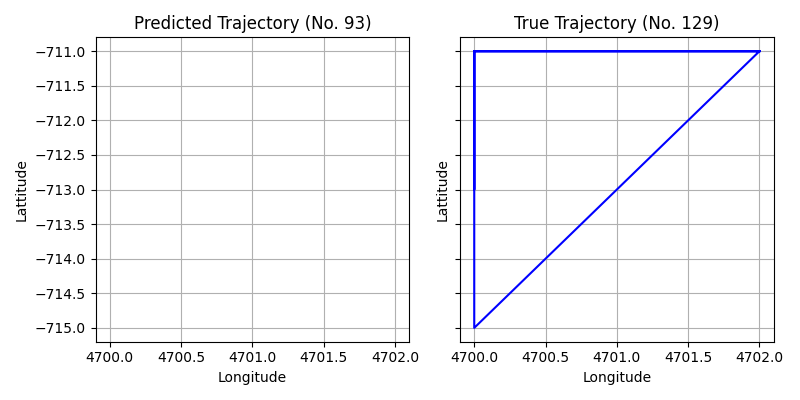 Predicted Trajectory (No. 93)
−711.0
−711.5
−712.0
−712.5
−713.0
−713.5
−714.0
−714.5
−715.0
Lattitude
4700.0 4700.5 4701.0 4701.5 4702.0
Longitude
True Trajectory (No. 129)
Lattitude
4700.0 4700.5 4701.0 4701.5 4702.0
Longitude